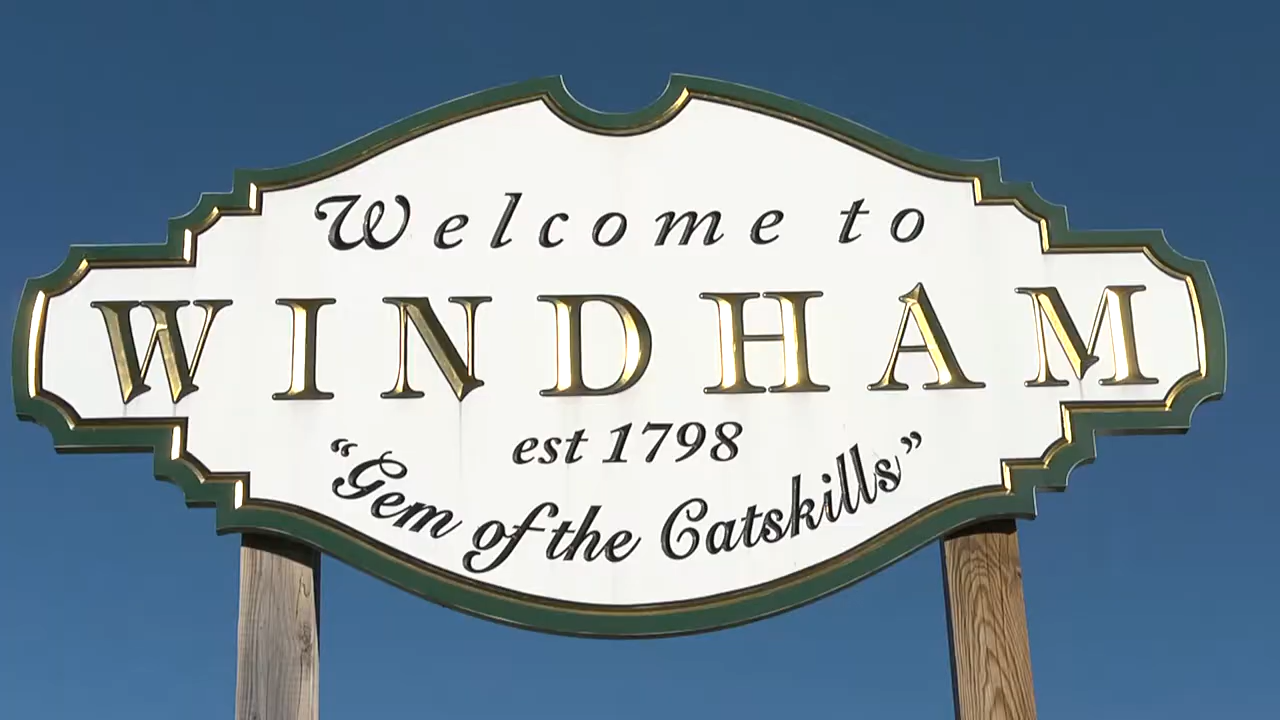 Welcome to
WINDHAM
est 1798
“Gem of the Catskills”